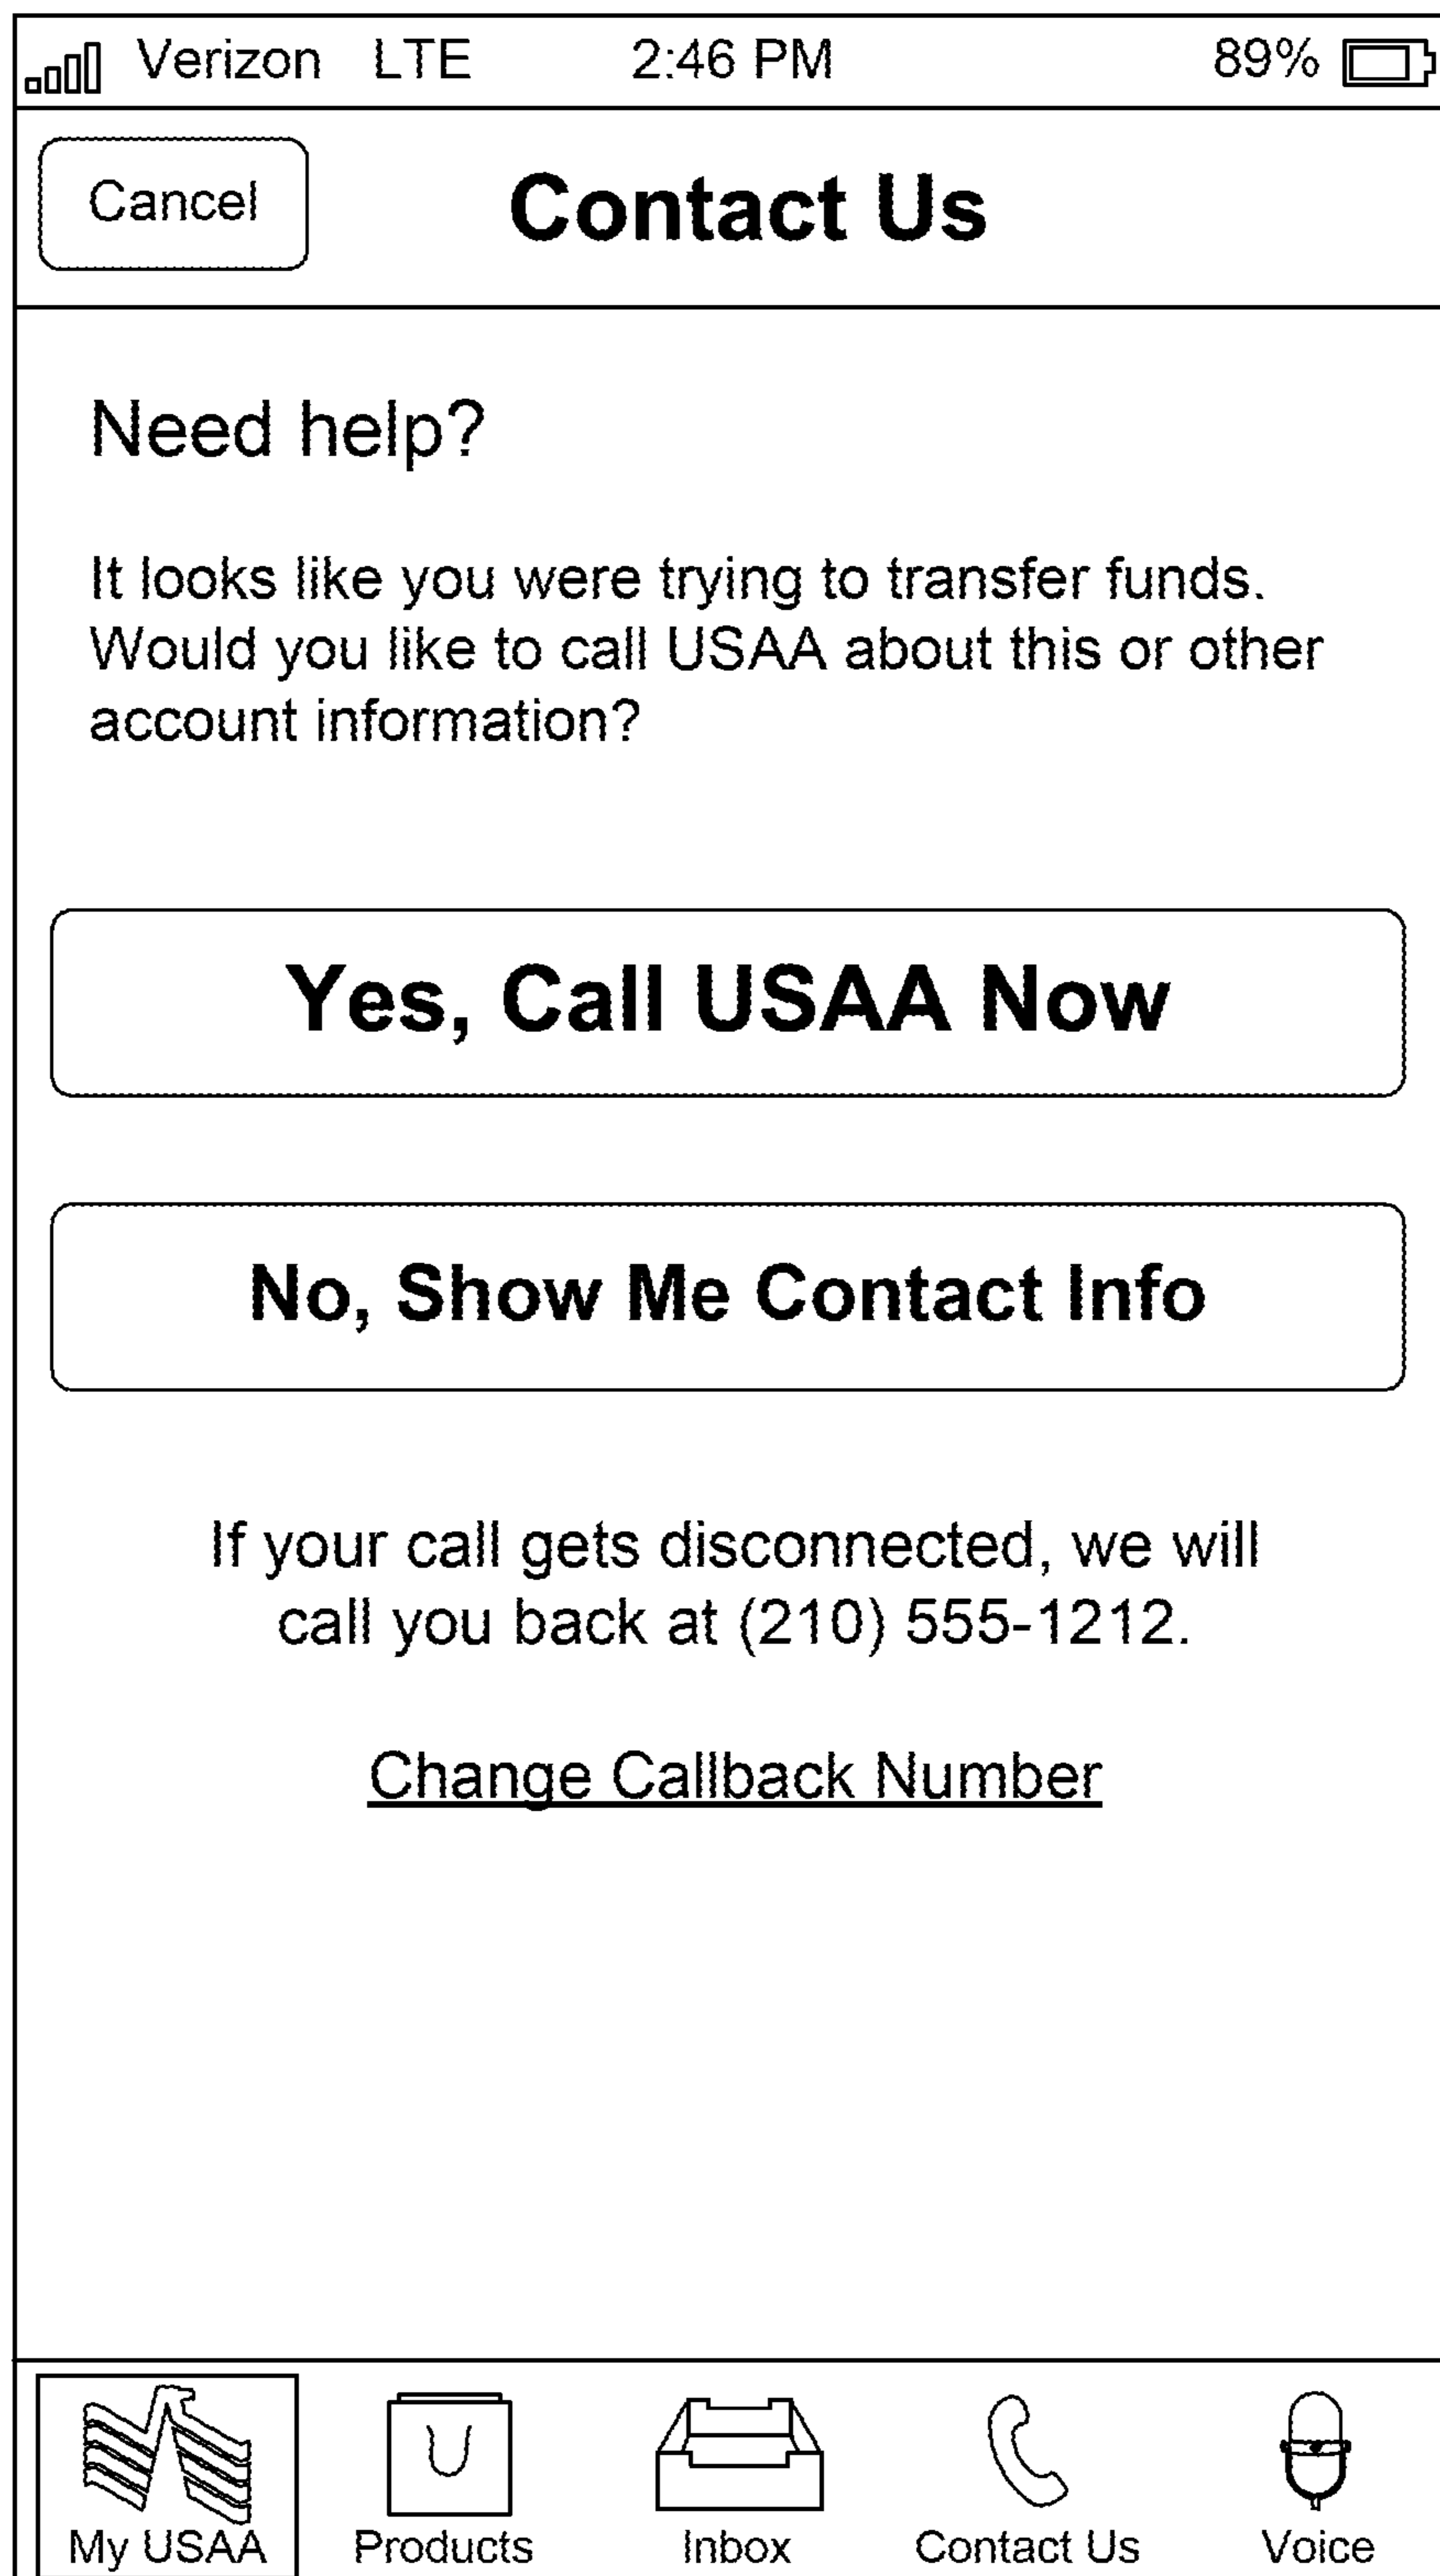 Verizon LTE 2:46 PM 89%
Cancel Contact Us
Need help?
It looks like you were trying to transfer funds.
Would you like to call USAA about this or other
account information?
Yes, Call USAA Now
No, Show Me Contact Info
If your call gets disconnected, we will
call you back at (210) 555-1212.
Change Callback Number
My USAA Products Inbox Contact Us Voice